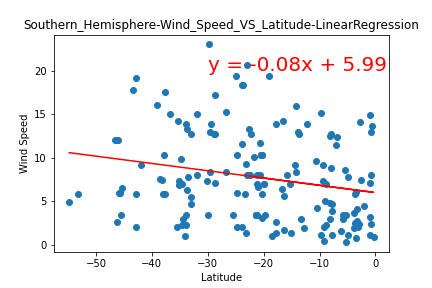 Southern_Hemisphere-Wind_Speed_VS_Latitude-LinearRegression
y = -0.08x + 5.99
20
15
10
5
0
Wind Speed
−50
−40
−30
−20
−10
0
Latitude